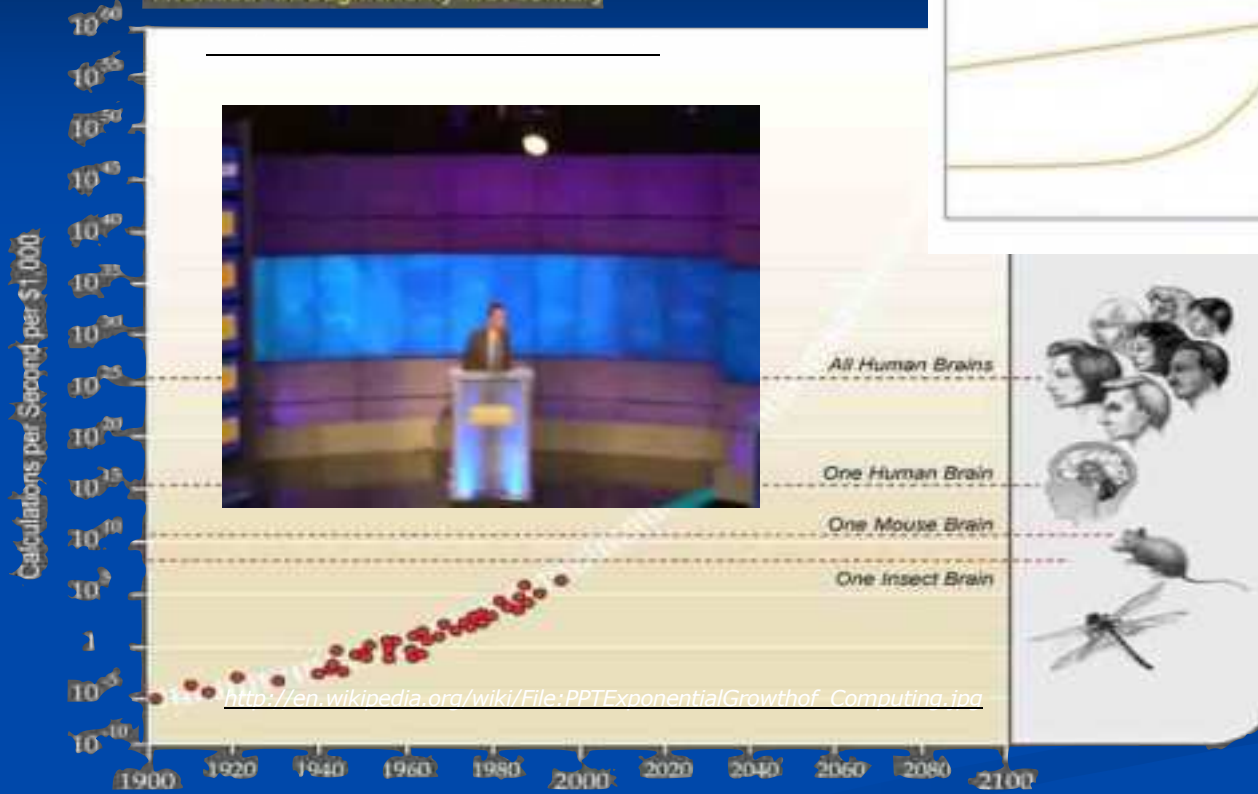 10^60
10^55
10^50
10^45
10^40
10^35
10^30
10^25
10^20
10^15
10^10
10^5
1
10^-5
10^-10
Calculations per Second per $1,000
All Human Brains
One Human Brain
One Mouse Brain
One Insect Brain
http://en.wikipedia.org/wiki/File:PPTExponentialGrowthof_Computing.jpg
1900 1920 1940 1960 1980 2000 2020 2040 2060 2080 2100